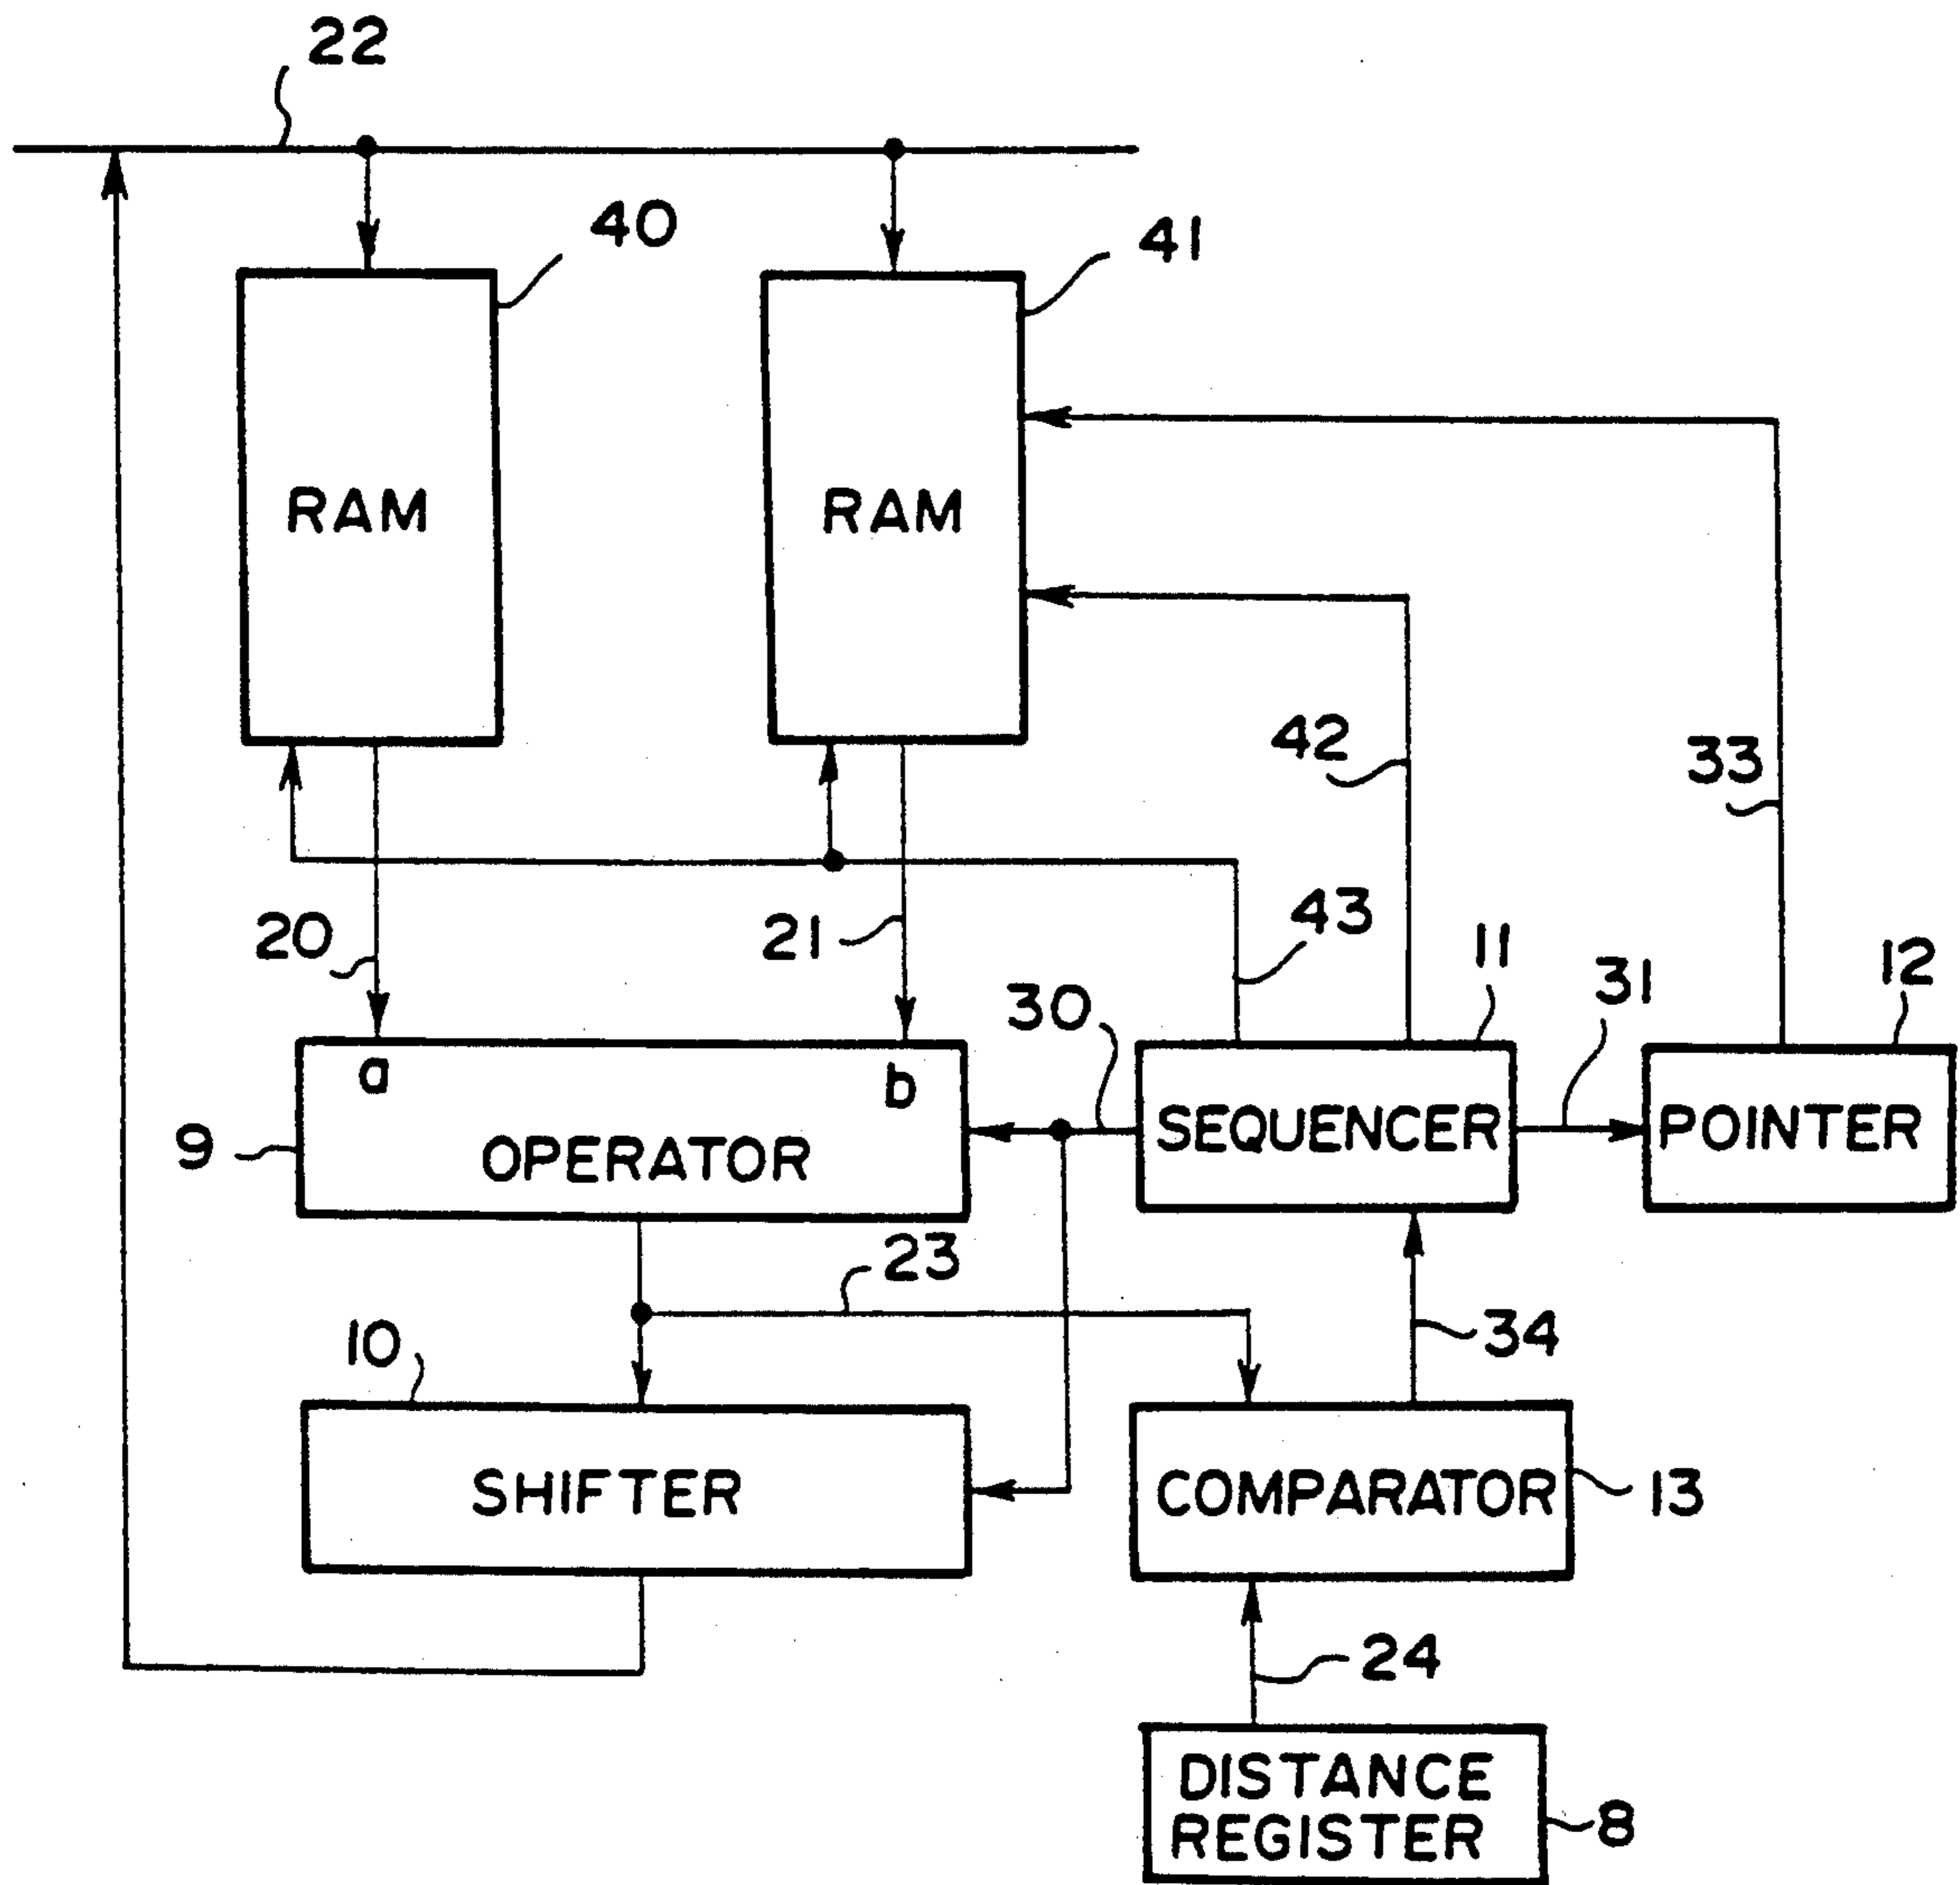 22
40
41
RAM
RAM
42
33
20
21
43
11
31
12
30
a
b
9
OPERATOR
SEQUENCER
POINTER
23
10
34
SHIFTER
COMPARATOR
13
24
DISTANCE
REGISTER
8